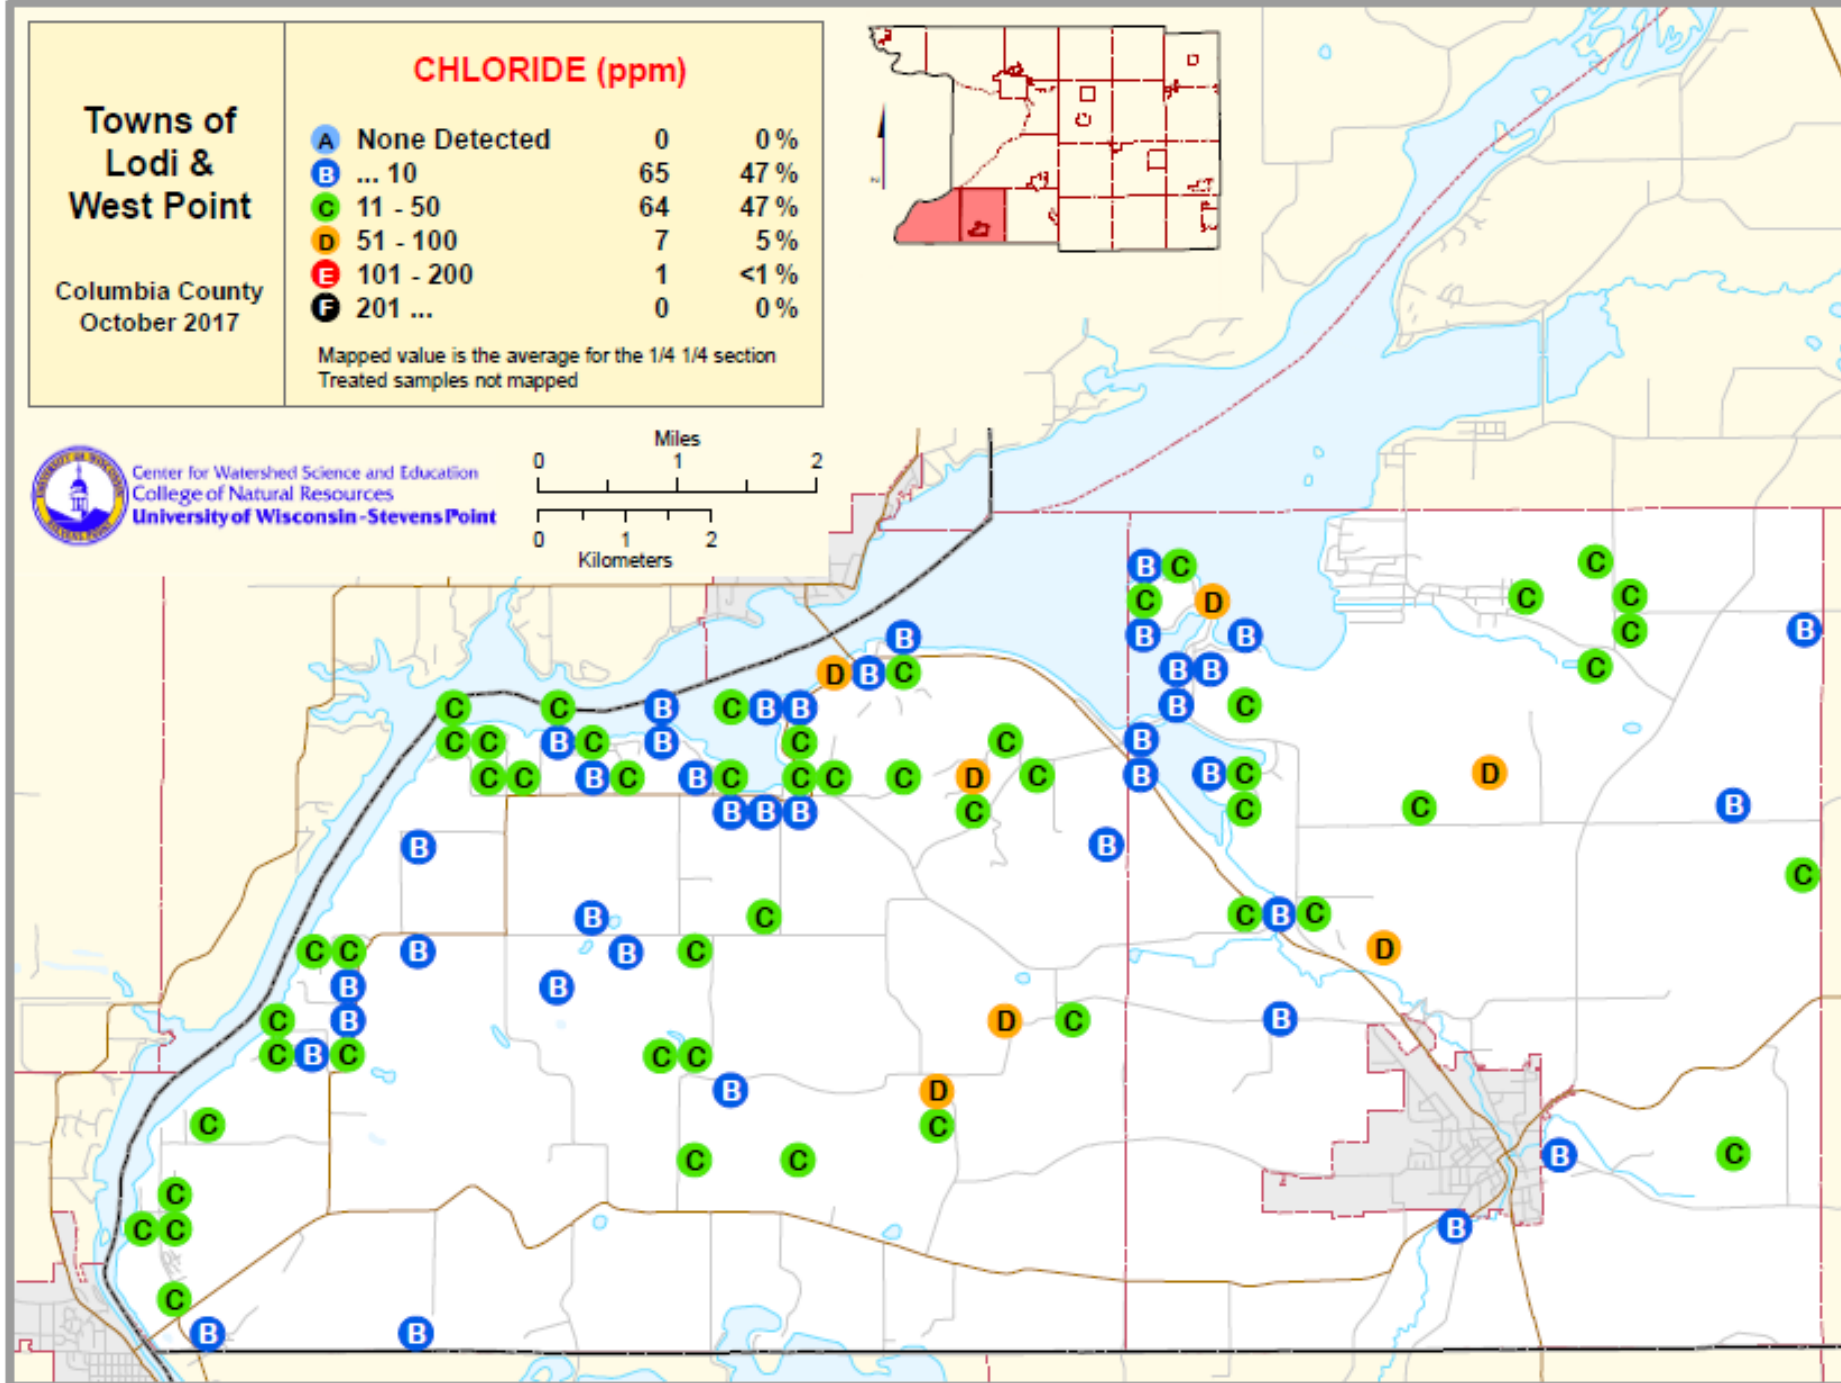 Towns of
Lodi &
West Point
Columbia County
October 2017
CHLORIDE (ppm)
A None Detected 0 0 %
B ... 10 65 47 %
C 11 - 50 64 47 %
D 51 - 100 7 5 %
E 101 - 200 1 <1 %
F 201 ... 0 0 %
Mapped value is the average for the 1/4 1/4 section
Treated samples not mapped
Center for Watershed Science and Education
College of Natural Resources
University of Wisconsin - Stevens Point
Miles
0 1 2
0 1 2
Kilometers
B C
C
C D C C
B B B C B
D B C B B C
C C B C B B B C
C C B C B C C B
C C B C B C C C C D C B B C D
B B B C C C B
B B
C
B C C B C
C C B B C D
B B
C B D C B
C B C C C
B D
C C
C C B C
C
C C B
C
B B